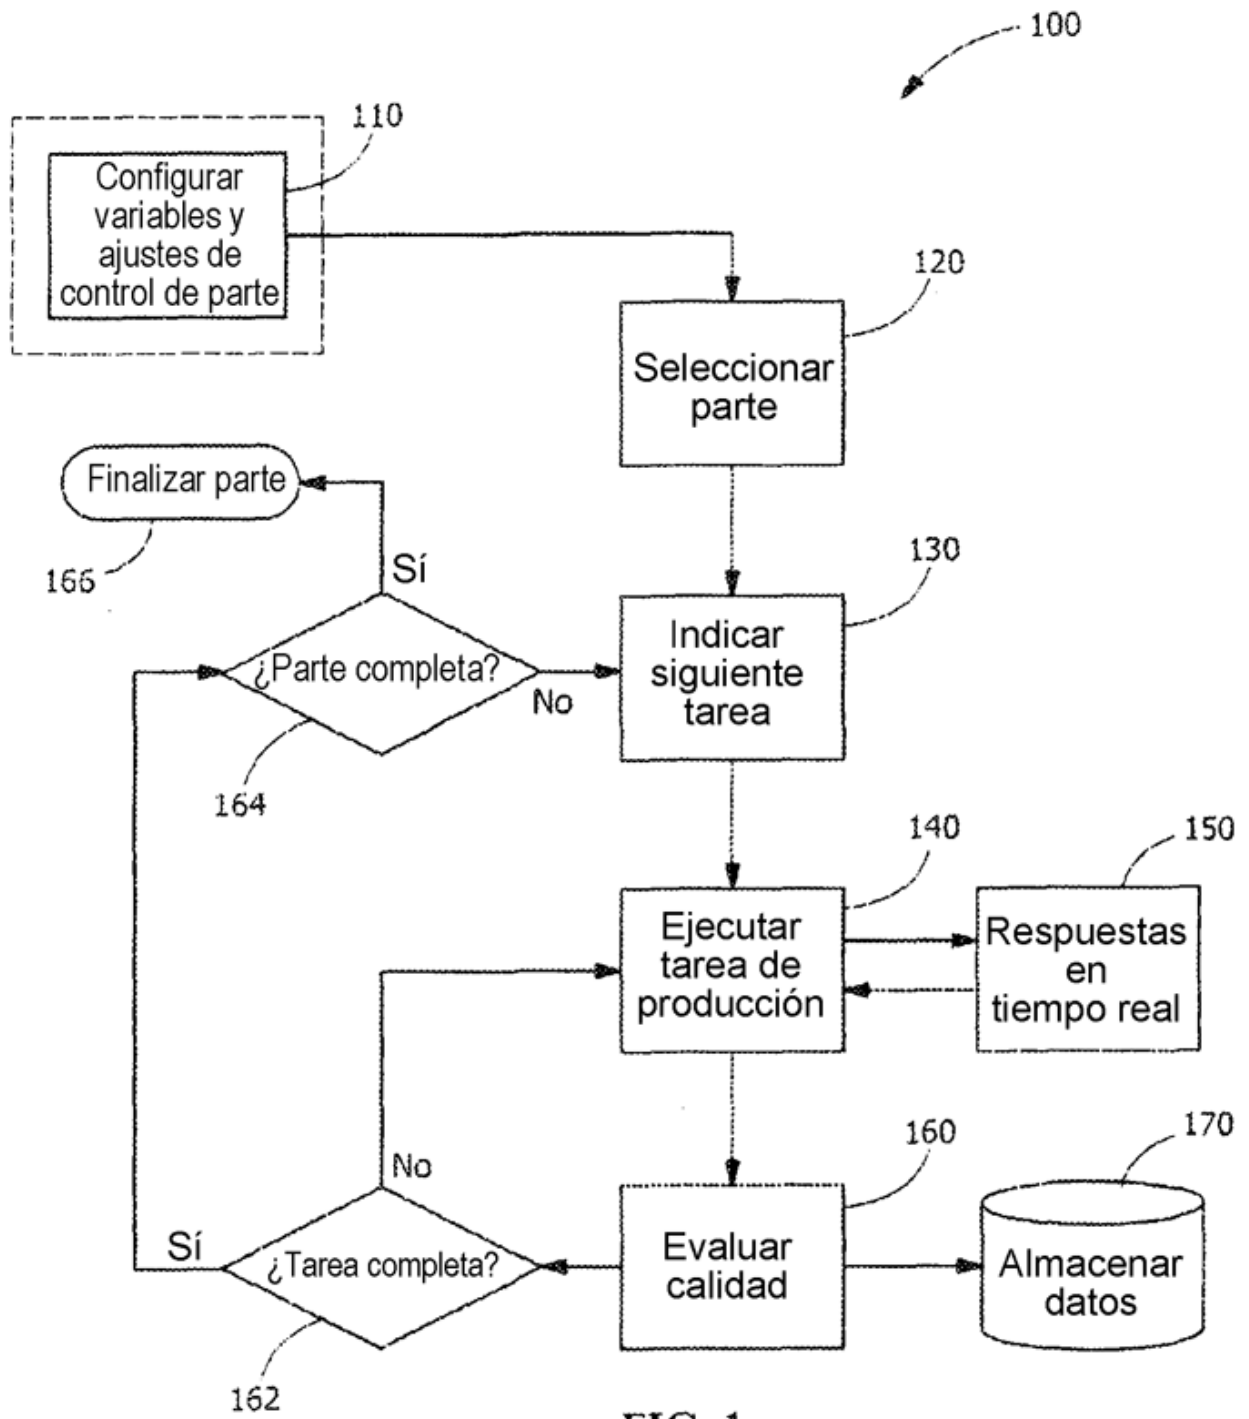 100
110
Configurar
variables y
ajustes de
control de parte
120
Seleccionar
parte
Finalizar parte
166
Sí
130
¿Parte completa?
No
Indicar
siguiente
tarea
164
140
150
Ejecutar
tarea de
producción
Respuestas
en
tiempo real
160
170
No
Sí
¿Tarea completa?
Evaluar
calidad
Almacenar
datos
162
FIG. 1